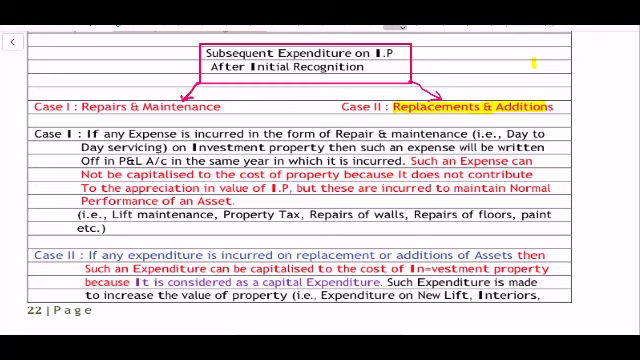 Subsequent Expenditure on I.P
After Initial Recognition
Case I : Repairs & Maintenance Case II : Replacements & Additions
Case I : If any Expense is incurred in the form of Repair & maintenance (i.e., Day to
Day servicing) on Investment property then such an expense will be written
Off in P&L A/c in the same year in which it is incurred. Such an Expense can
Not be capitalised to the cost of property because It does not contribute
To the appreciation in value of I.P, but these are incurred to maintain Normal
Performance of an Asset.
(i.e., Lift maintenance, Property Tax, Repairs of walls, Repairs of floors, paint
etc.)
Case II : If any expenditure is incurred on replacement or additions of Assets then
Such an Expenditure can be capitalised to the cost of In=vestment property
because It is considered as a capital Expenditure. Such Expenditure is made
to increase the value of property (i.e., Expenditure on New Lift, Interiors,
22 | Page